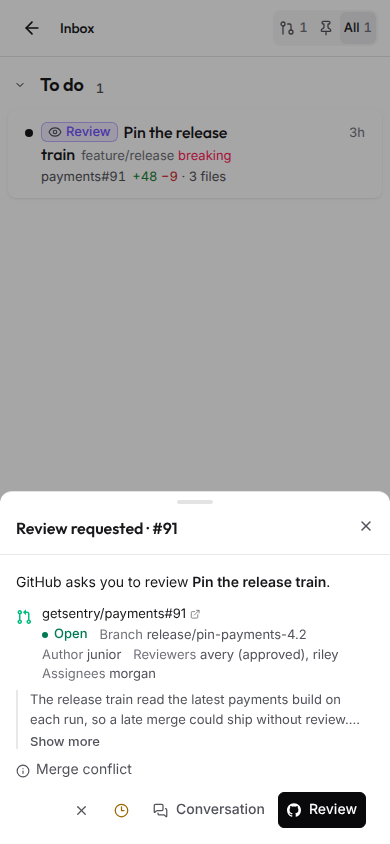 Inbox
1
All 1
To do 1
Review Pin the release 3h
train feature/release breaking
payments#91 +48 −9 · 3 files
Review requested · #91
GitHub asks you to review Pin the release train.
getsentry/payments#91
Open Branch release/pin-payments-4.2
Author junior Reviewers avery (approved), riley
Assignees morgan
The release train read the latest payments build on
each run, so a late merge could ship without review....
Show more
Merge conflict
Conversation Review